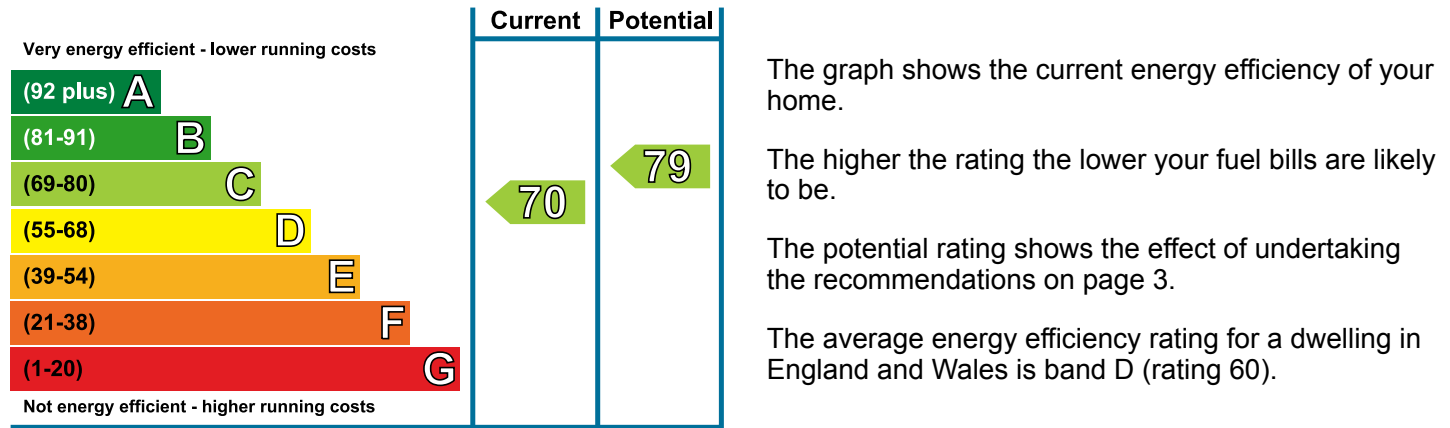 Current Potential
Very energy efficient - lower running costs
(92 plus) A
(81-91) B
(69-80) C
(55-68) D
(39-54) E
(21-38) F
(1-20) G
Not energy efficient - higher running costs
70
79
The graph shows the current energy efficiency of your
home.
The higher the rating the lower your fuel bills are likely
to be.
The potential rating shows the effect of undertaking
the recommendations on page 3.
The average energy efficiency rating for a dwelling in
England and Wales is band D (rating 60).